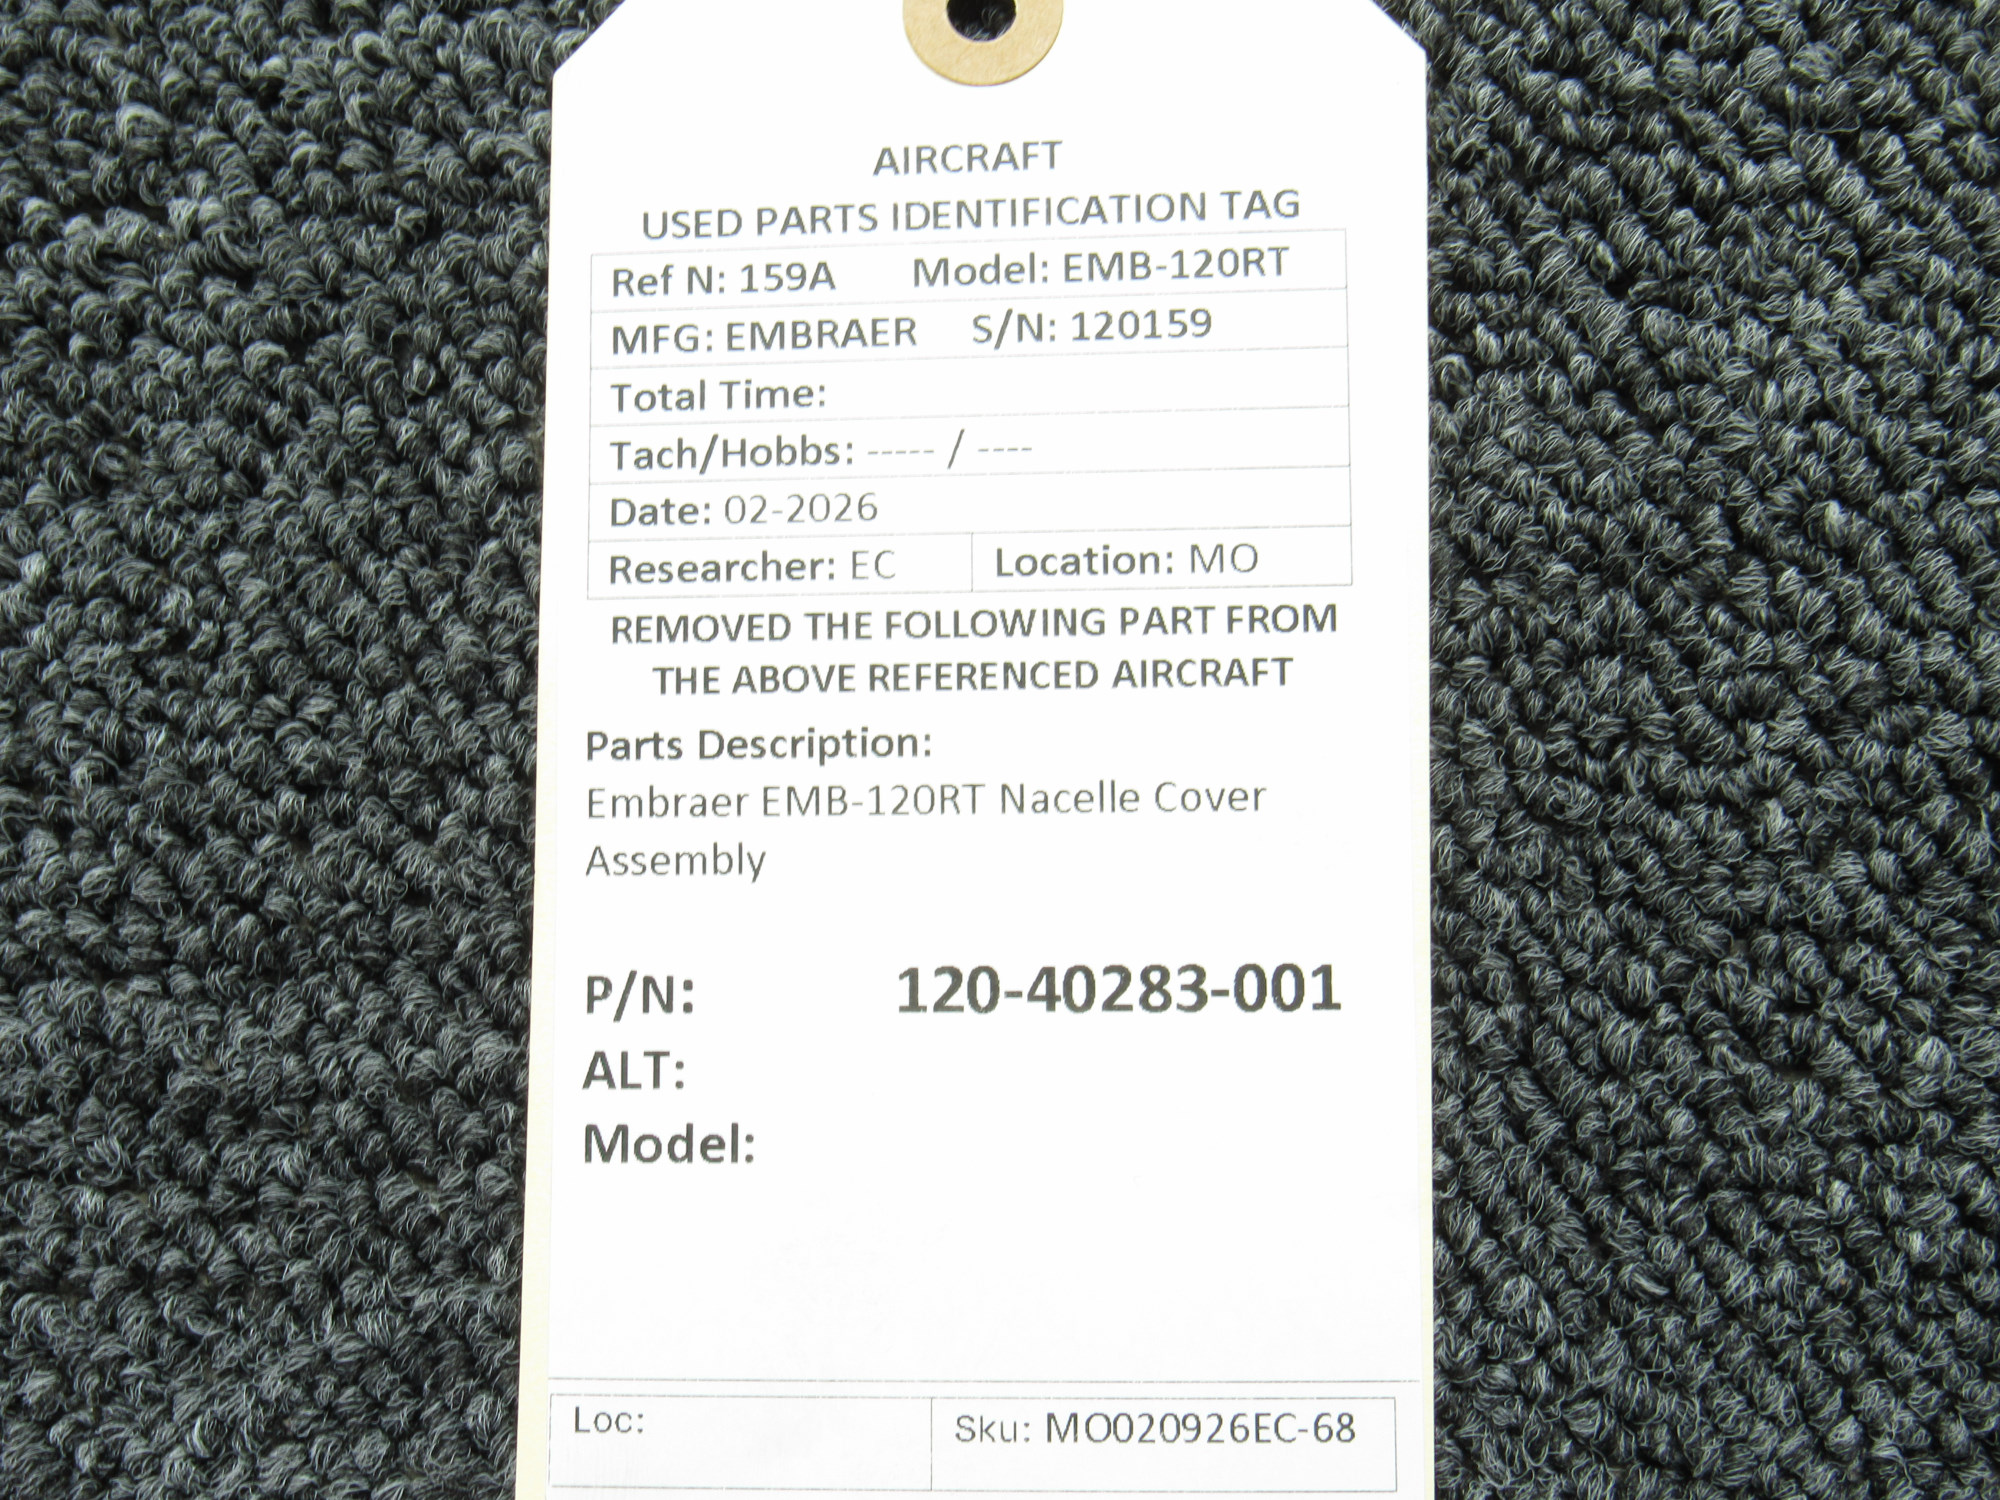 AIRCRAFT
USED PARTS IDENTIFICATION TAG
Ref N: 159A Model: EMB-120RT
MFG: EMBRAER S/N: 120159
Total Time:
Tach/Hobbs: ----- / ----
Date: 02-2026
Researcher: EC Location: MO
REMOVED THE FOLLOWING PART FROM
THE ABOVE REFERENCED AIRCRAFT
Parts Description:
Embraer EMB-120RT Nacelle Cover
Assembly
P/N: 120-40283-001
ALT:
Model:
Loc: Sku: MO020926EC-68